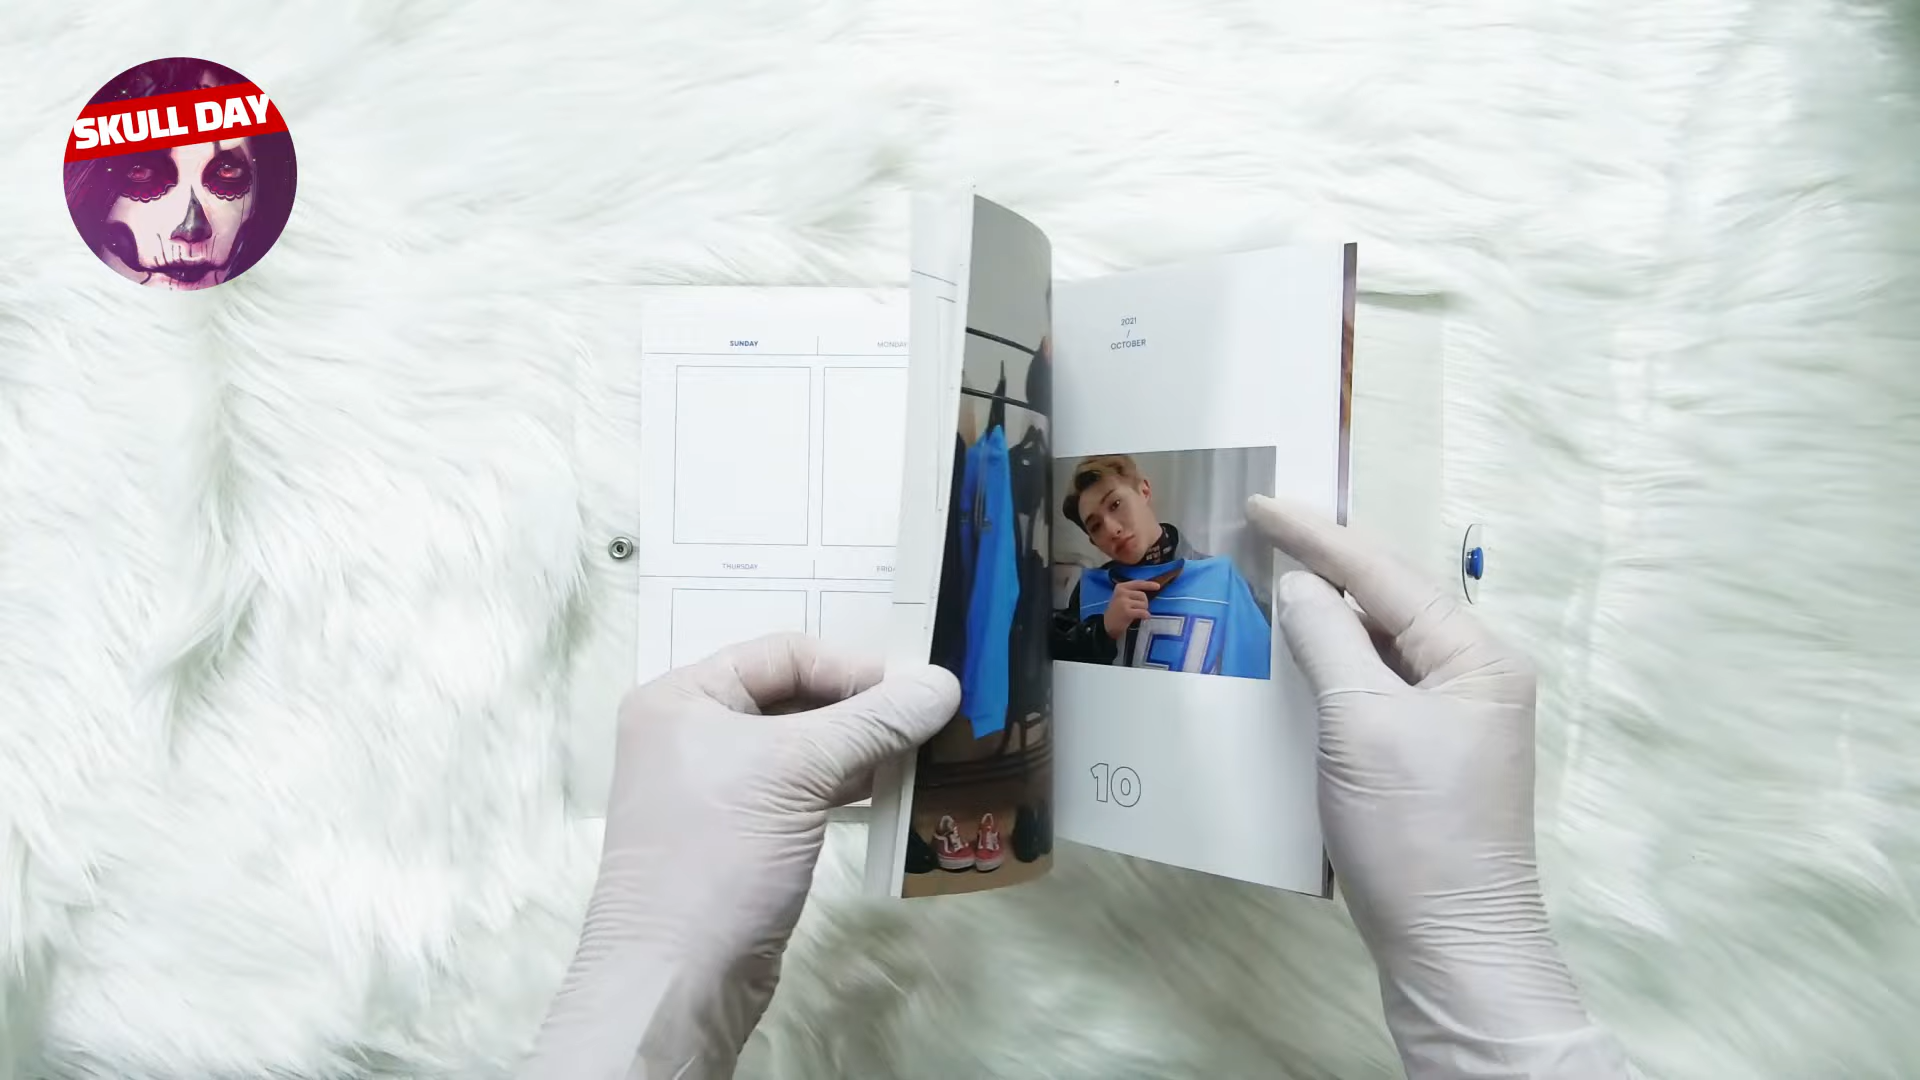 SKULL DAY
SUNDAY
MONDAY
THURSDAY
2021
/
OCTOBER
10